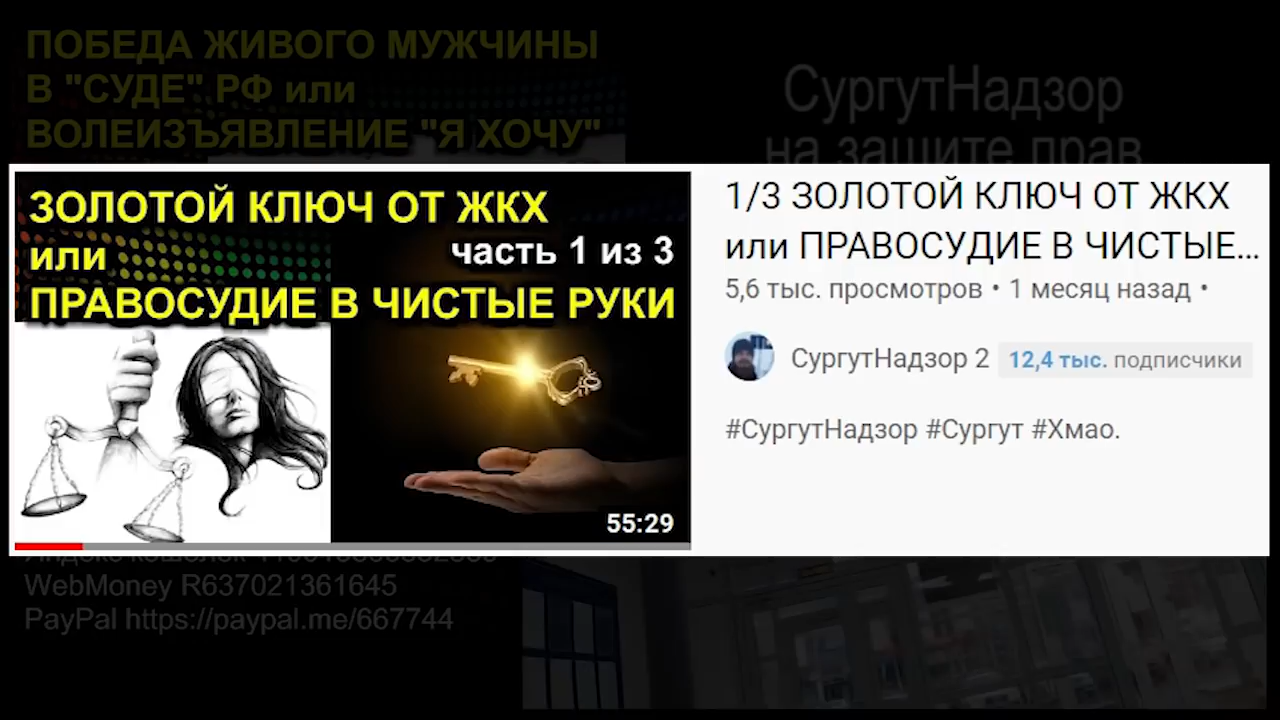 ПОБЕДА ЖИВОГО МУЖЧИНЫ
В "СУДЕ" РФ или
ВОЛЕИЗЪЯВЛЕНИЕ "Я ХОЧУ"
СургутНадзор
на защите прав
ЗОЛОТОЙ КЛЮЧ ОТ ЖКХ
или
часть 1 из 3
ПРАВОСУДИЕ В ЧИСТЫЕ РУКИ
55:29
1/3 ЗОЛОТОЙ КЛЮЧ ОТ ЖКХ
или ПРАВОСУДИЕ В ЧИСТЫЕ...
5,6 тыс. просмотров • 1 месяц назад •
СургутНадзор 2 12,4 тыс. подписчики
#СургутНадзор #Сургут #Хмао.
WebMoney R637021361645
PayPal https://paypal.me/667744